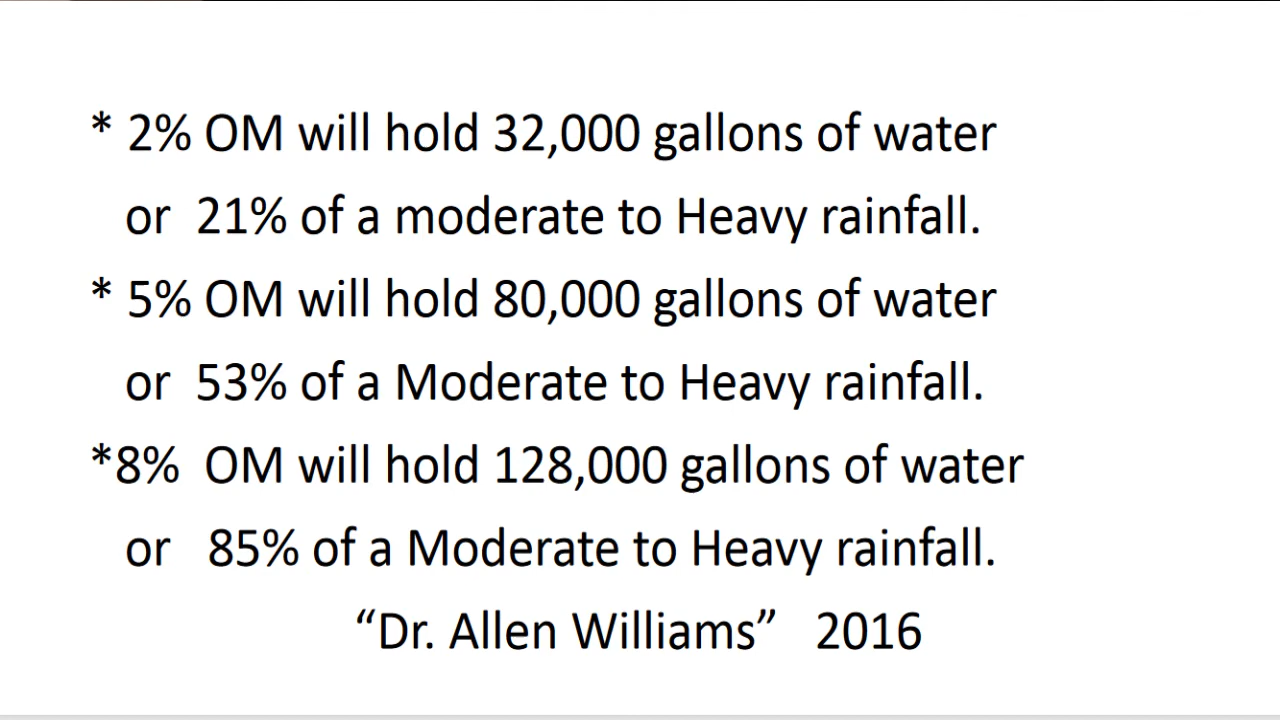 * 2% OM will hold 32,000 gallons of water
or 21% of a moderate to Heavy rainfall.
* 5% OM will hold 80,000 gallons of water
or 53% of a Moderate to Heavy rainfall.
*8% OM will hold 128,000 gallons of water
or 85% of a Moderate to Heavy rainfall.
“Dr. Allen Williams” 2016